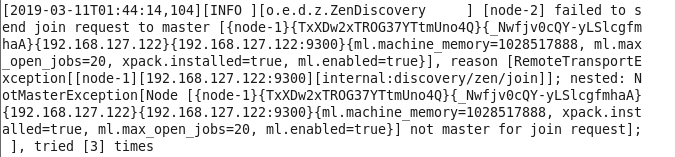 [2019-03-11T01:44:14,104][INFO ][o.e.d.z.ZenDiscovery     ] [node-2] failed to s
end join request to master [{node-1}{TxXDw2xTROG37YTtmUno4Q}{_Nwfjv0cQY-yLSlcgfm
haA}{192.168.127.122}{192.168.127.122:9300}{ml.machine_memory=1028517888, ml.max
_open_jobs=20, xpack.installed=true, ml.enabled=true}], reason [RemoteTransportE
xception[[node-1][192.168.127.122:9300][internal:discovery/zen/join]]; nested: N
otMasterException[Node [{node-1}{TxXDw2xTROG37YTtmUno4Q}{_Nwfjv0cQY-yLSlcgfmhaA}
{192.168.127.122}{192.168.127.122:9300}{ml.machine_memory=1028517888, xpack.inst
alled=true, ml.max_open_jobs=20, ml.enabled=true}] not master for join request];
 ], tried [3] times